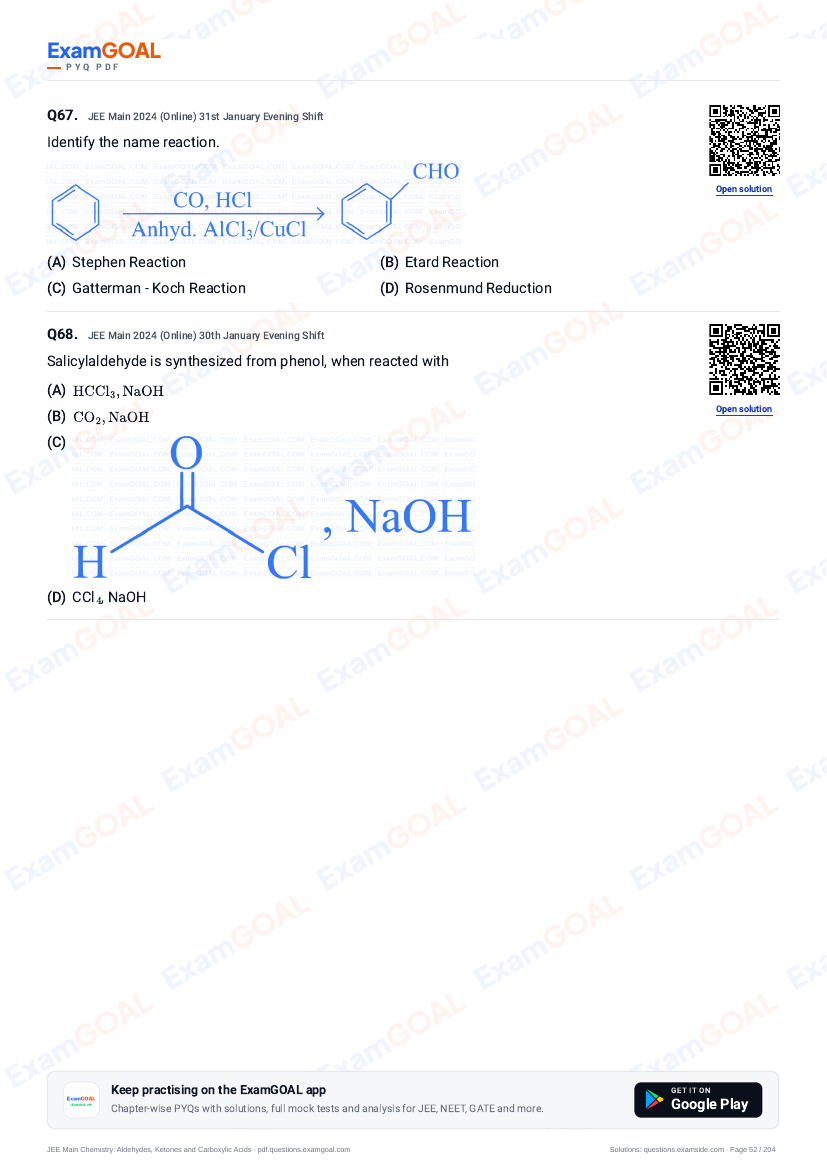 ExamGOAL
PYQ PDF
Q67. JEE Main 2024 (Online) 31st January Evening Shift
Identify the name reaction.
CO, HCl
Anhyd. AlCl₃/CuCl
CHO
Open solution
(A) Stephen Reaction (B) Etard Reaction
(C) Gatterman - Koch Reaction (D) Rosenmund Reduction
Q68. JEE Main 2024 (Online) 30th January Evening Shift
Salicylaldehyde is synthesized from phenol, when reacted with
(A) HCCl₃, NaOH
(B) CO₂, NaOH
Open solution
(C)
O
H Cl , NaOH
(D) CCl₄, NaOH
Keep practising on the ExamGOAL app
Chapter-wise PYQs with solutions, full mock tests and analysis for JEE, NEET, GATE and more.
GET IT ON
Google Play
JEE Main Chemistry: Aldehydes, Ketones and Carboxylic Acids · pdf.questions.examgoal.com
Solutions: questions.examside.com · Page 52 / 204